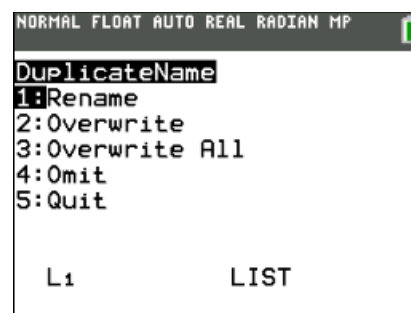 NORMAL FLOAT AUTO REAL RADIAN MP
DuplicateName
1:Rename
2:Overwrite
3:Overwrite All
4:Omit
5:Quit
L₁ LIST